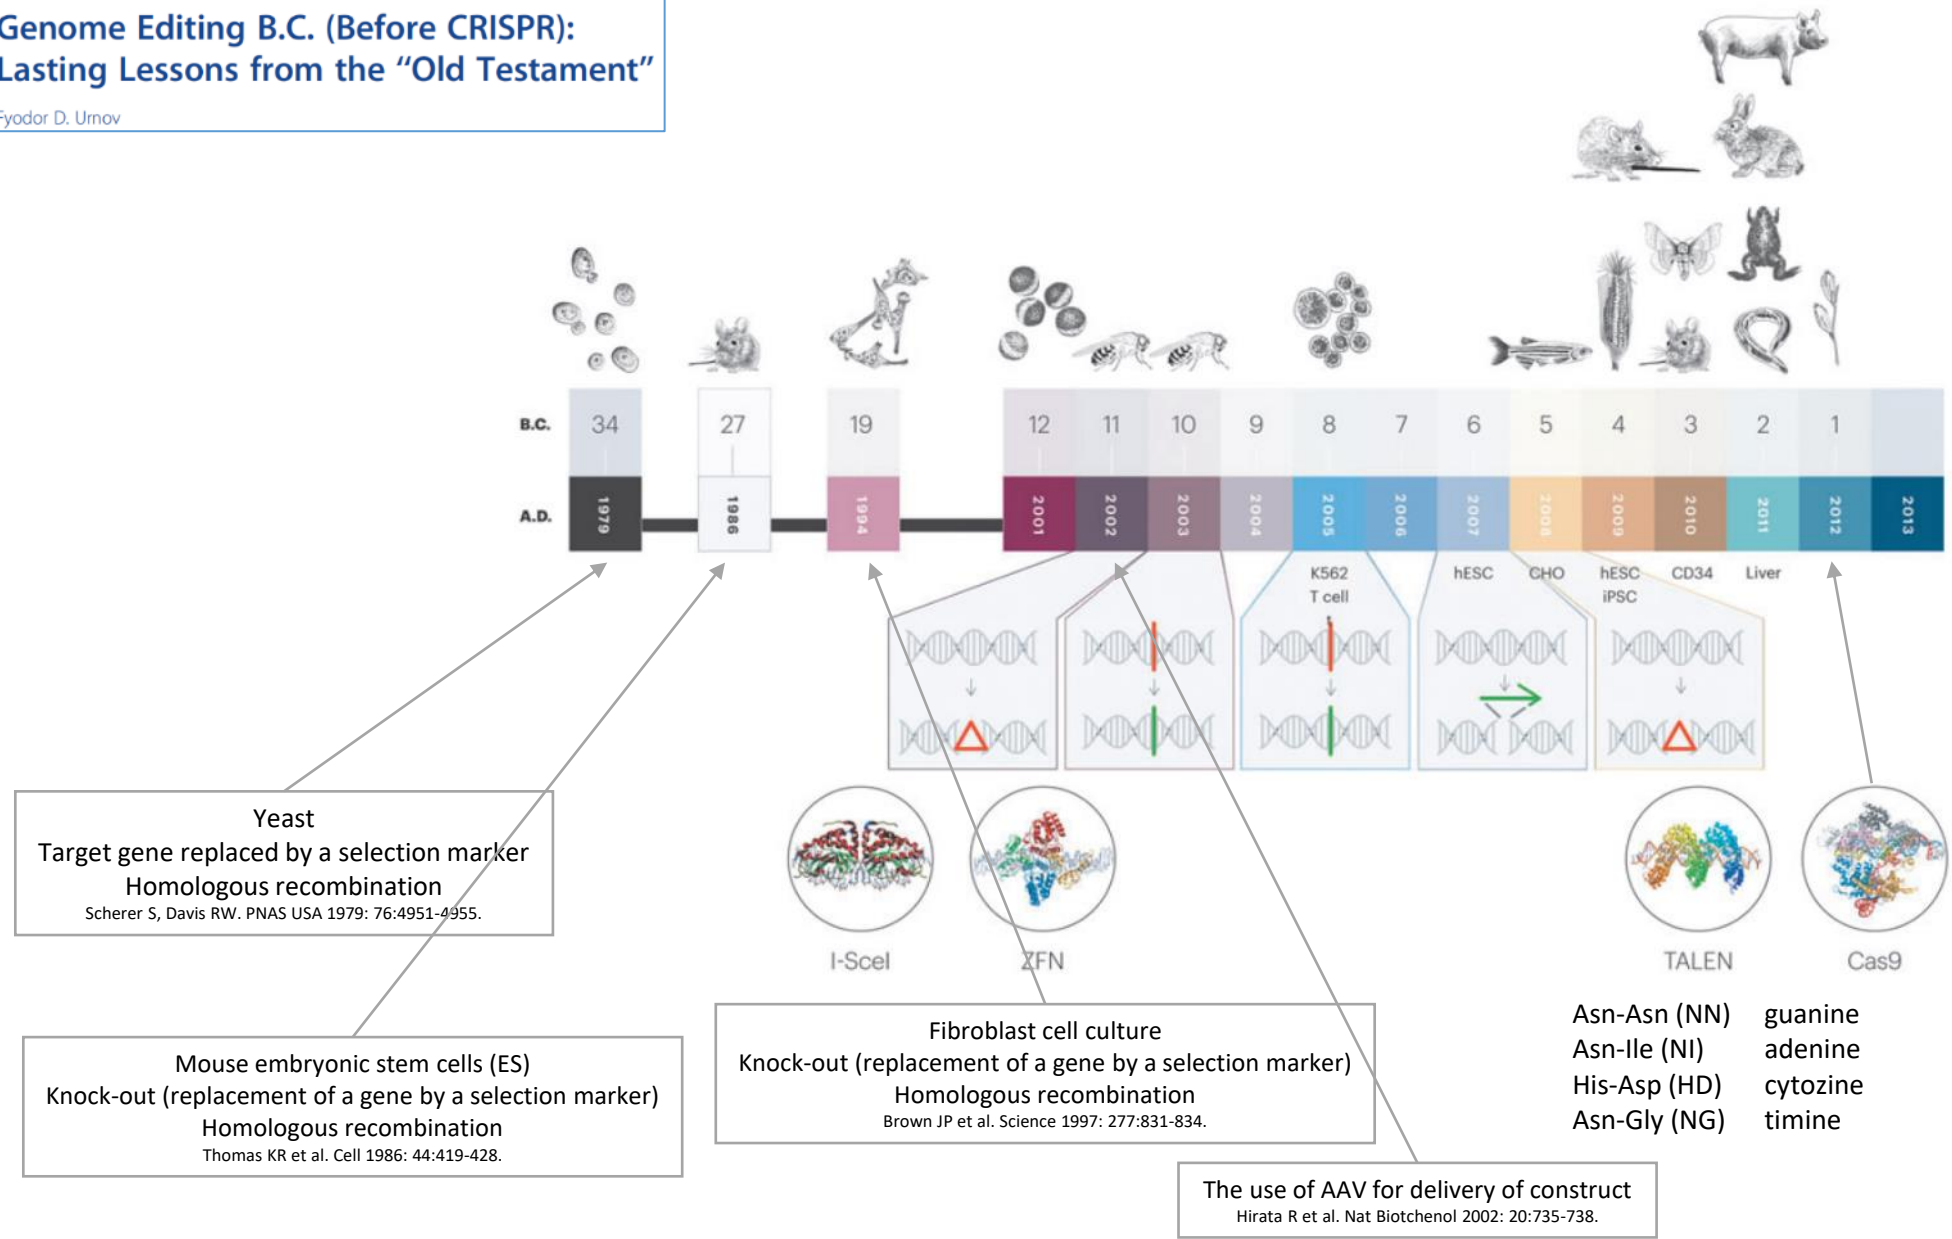 Genome Editing B.C. (Before CRISPR):
Lasting Lessons from the “Old Testament”
Fyodor D. Urnov
B.C. 34 27 19 12 11 10 9 8 7 6 5 4 3 2 1
A.D. 1979 1986 1994 2001 2002 2003 2004 2005 2006 2007 2008 2009 2010 2011 2012 2013
K562
T cell
hESC
CHO
hESC
iPSC
CD34
Liver
Yeast
Target gene replaced by a selection marker
Homologous recombination
Scherer S, Davis RW. PNAS USA 1979: 76:4951-4955.
I-SceI
ZFN
TALEN
Cas9
Mouse embryonic stem cells (ES)
Knock-out (replacement of a gene by a selection marker)
Homologous recombination
Thomas KR et al. Cell 1986: 44:419-428.
Fibroblast cell culture
Knock-out (replacement of a gene by a selection marker)
Homologous recombination
Brown JP et al. Science 1997: 277:831-834.
Asn-Asn (NN) guanine
Asn-Ile (NI) adenine
His-Asp (HD) cytozine
Asn-Gly (NG) timine
The use of AAV for delivery of construct
Hirata R et al. Nat Biotchenol 2002: 20:735-738.